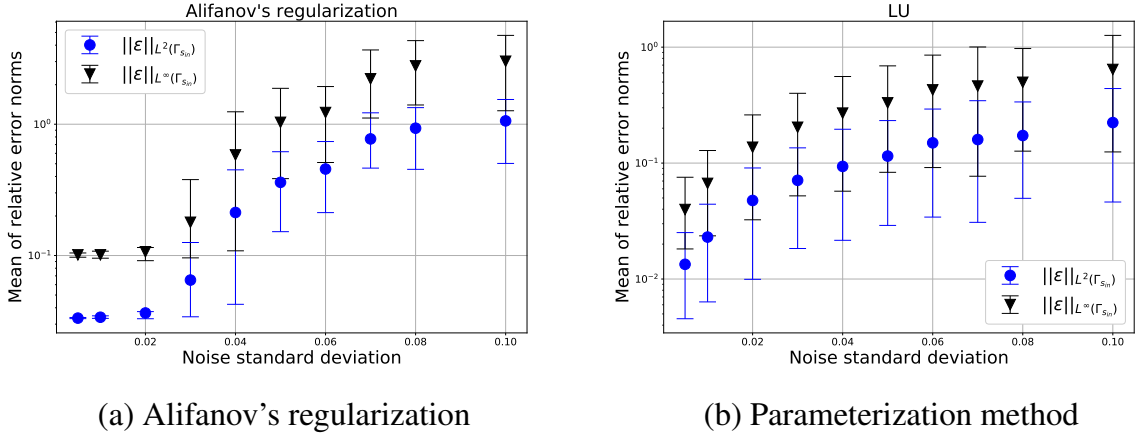 Alifanov's regularization
||ε||L²(Γsin)
||ε||L∞(Γsin)
Mean of relative error norms
10⁰
10⁻¹
0.02
0.04
0.06
0.08
0.10
Noise standard deviation
(a) Alifanov’s regularization
LU
Mean of relative error norms
10⁰
10⁻¹
10⁻²
||ε||L²(Γsin)
||ε||L∞(Γsin)
0.02
0.04
0.06
0.08
0.10
Noise standard deviation
(b) Parameterization method